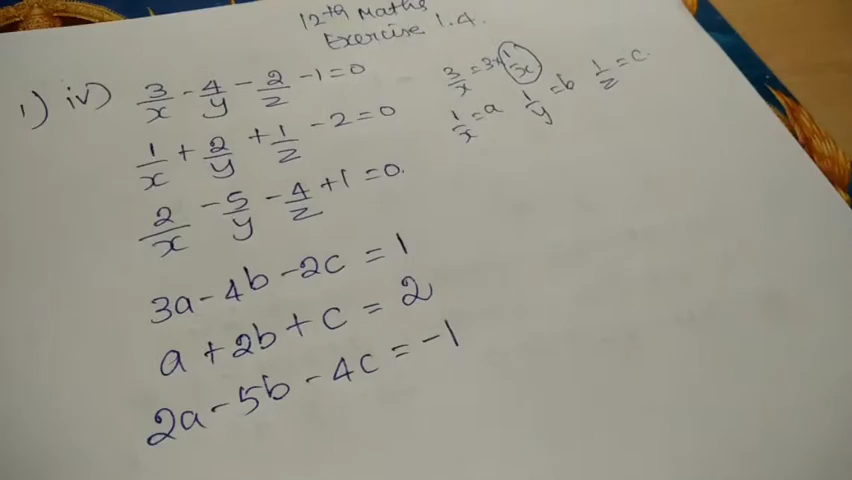 12th Maths
Exercise 1.4.
1) iv) 3/x - 4/y - 2/z - 1 = 0
3/x = 3 × 1/x
1/x = a 1/y = b 1/z = c
1/x + 2/y + 1/z - 2 = 0
2/x - 5/y - 4/z + 1 = 0.
3a - 4b - 2c = 1
a + 2b + c = 2
2a - 5b - 4c = -1